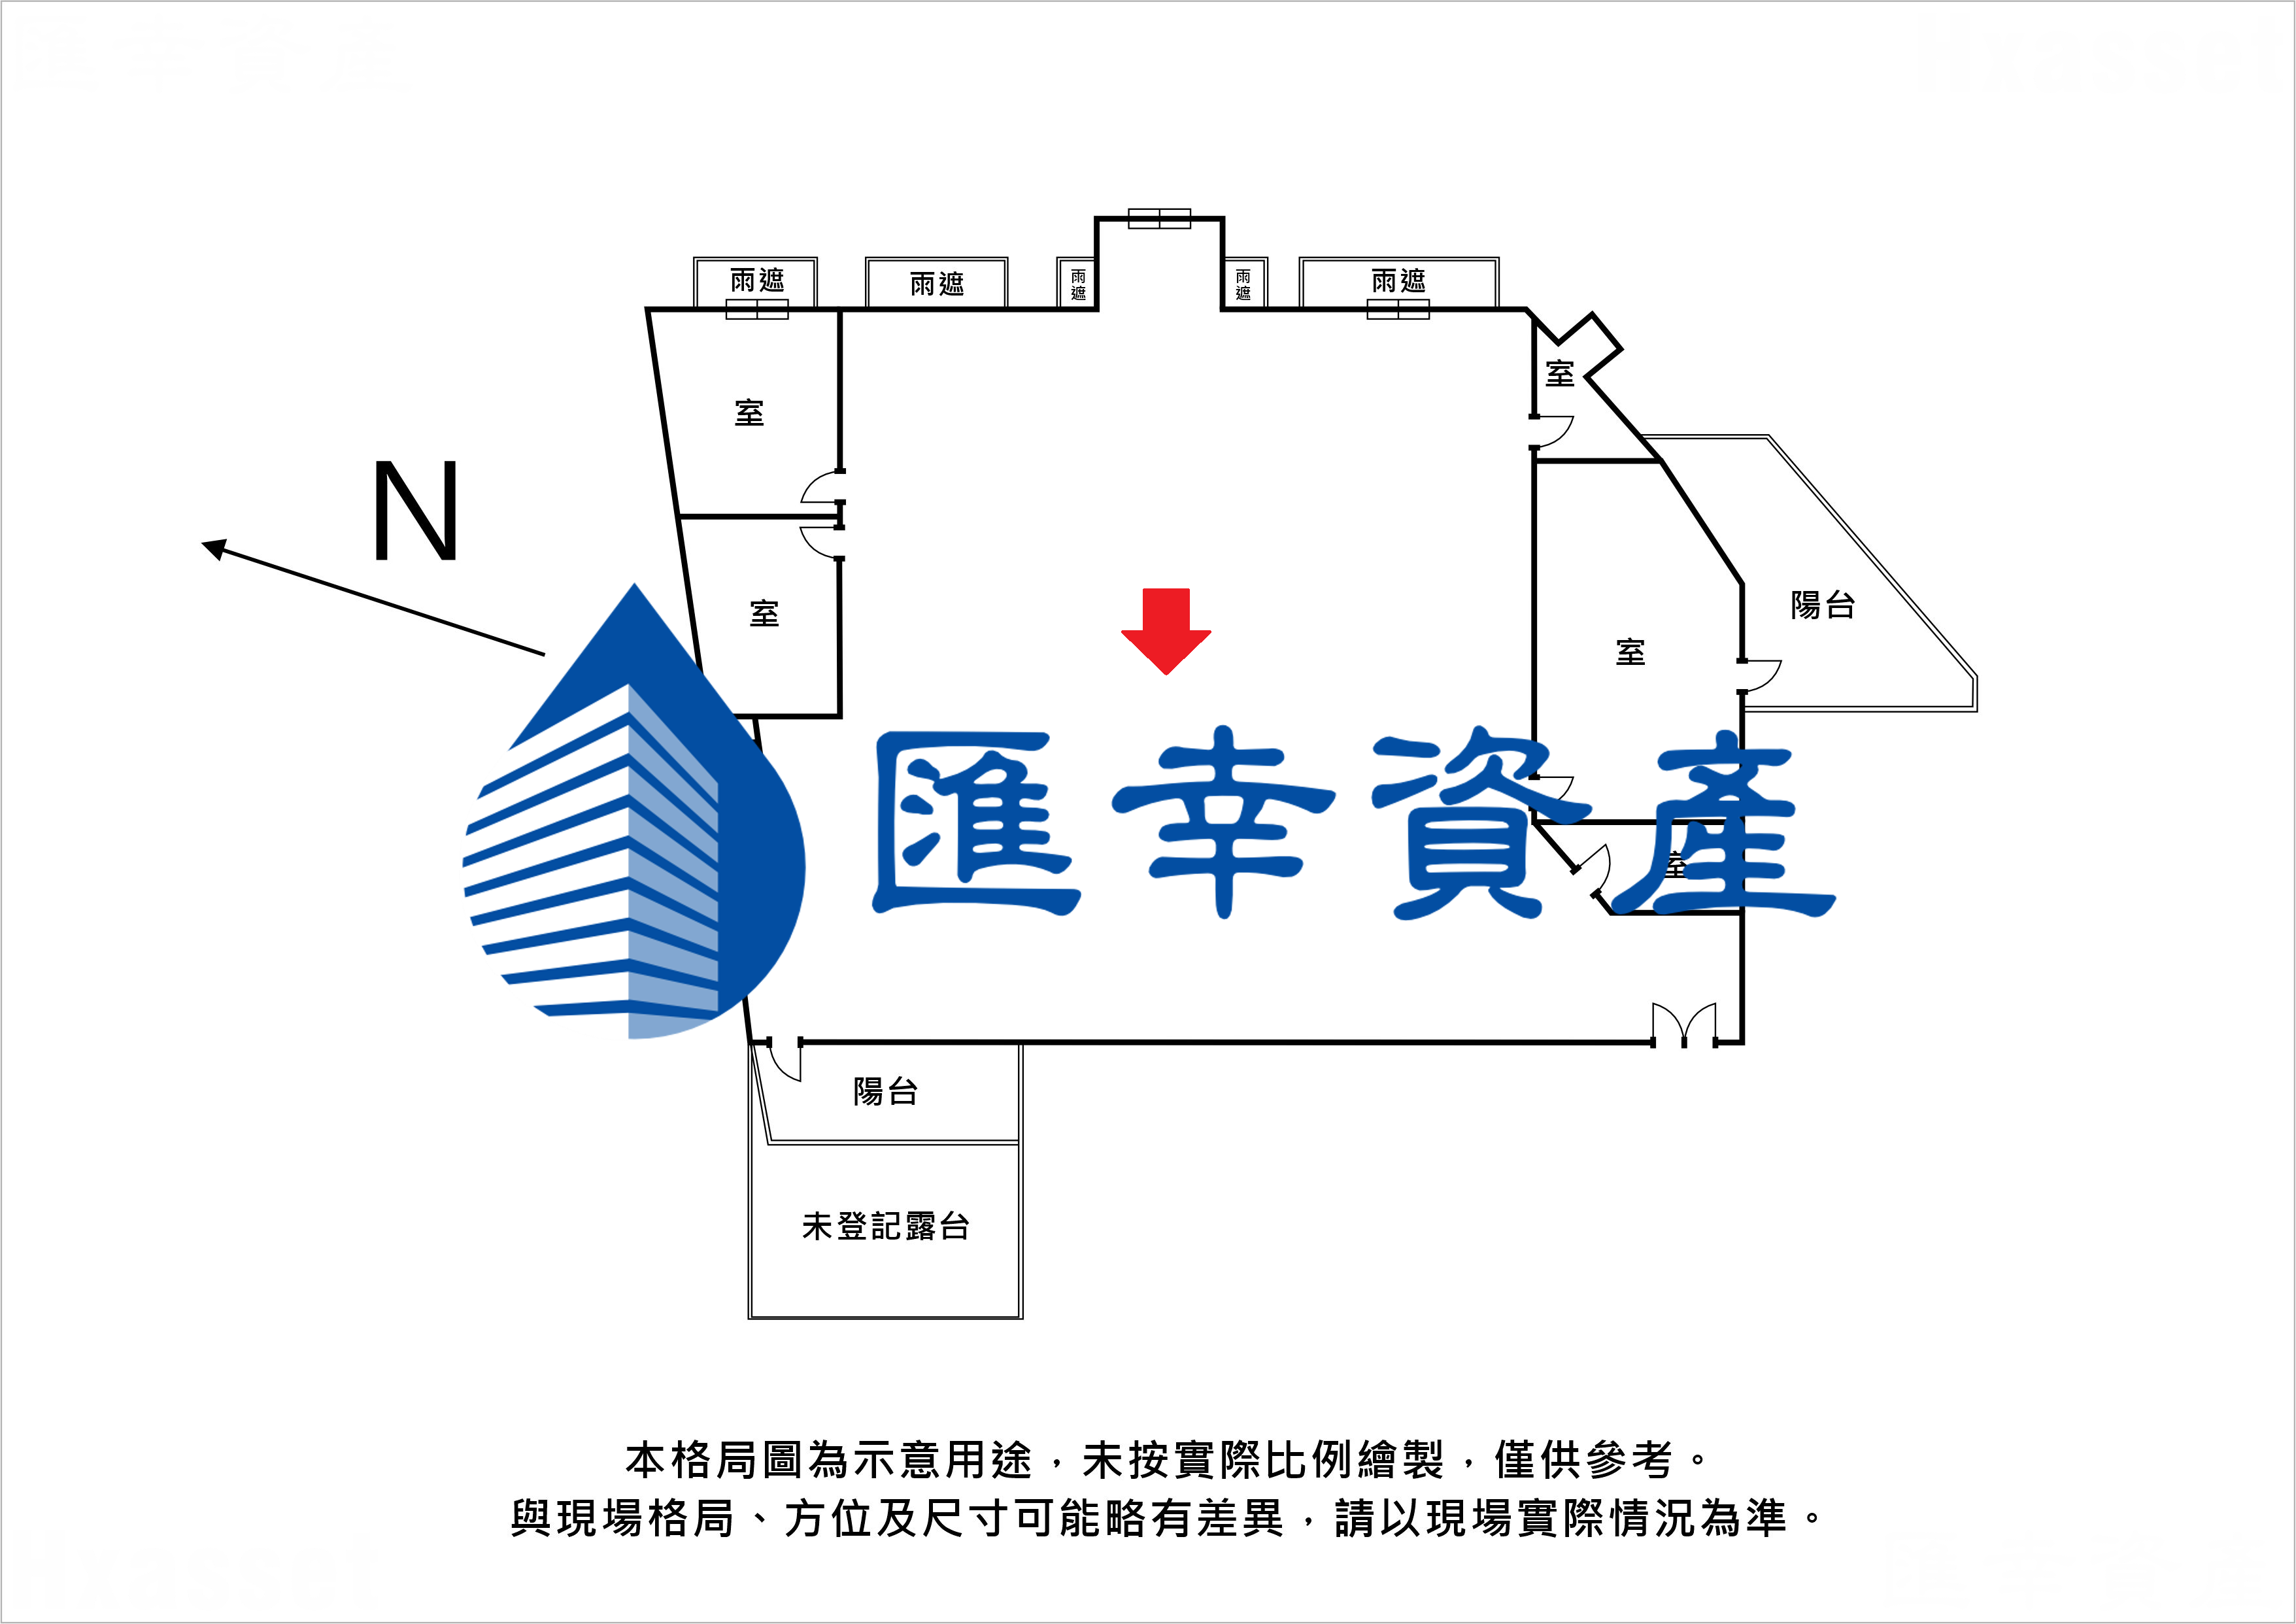 雨遮
雨遮
雨遮
雨遮
雨遮
室
室
N
室
陽台
室
匯幸資產
室
陽台
未登記露台
本格局圖為示意用途，未按實際比例繪製，僅供參考。
與現場格局、方位及尺寸可能略有差異，請以現場實際情況為準。